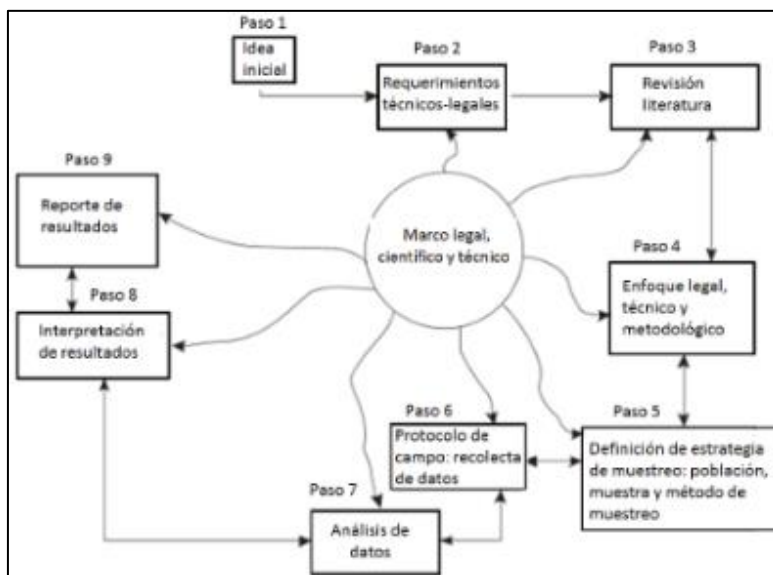 Paso 1
Idea
inicial
Paso 2
Requerimientos
técnicos-legales
Paso 3
Revisión
literatura
Paso 9
Reporte de
resultados
Marco legal,
científico y técnico
Paso 4
Enfoque legal,
técnico y
metodológico
Paso 8
Interpretación
de resultados
Paso 6
Protocolo de
campo: recolecta
de datos
Paso 5
Definición de estrategia
de muestreo: población,
muestra y método de
muestreo
Paso 7
Análisis de
datos